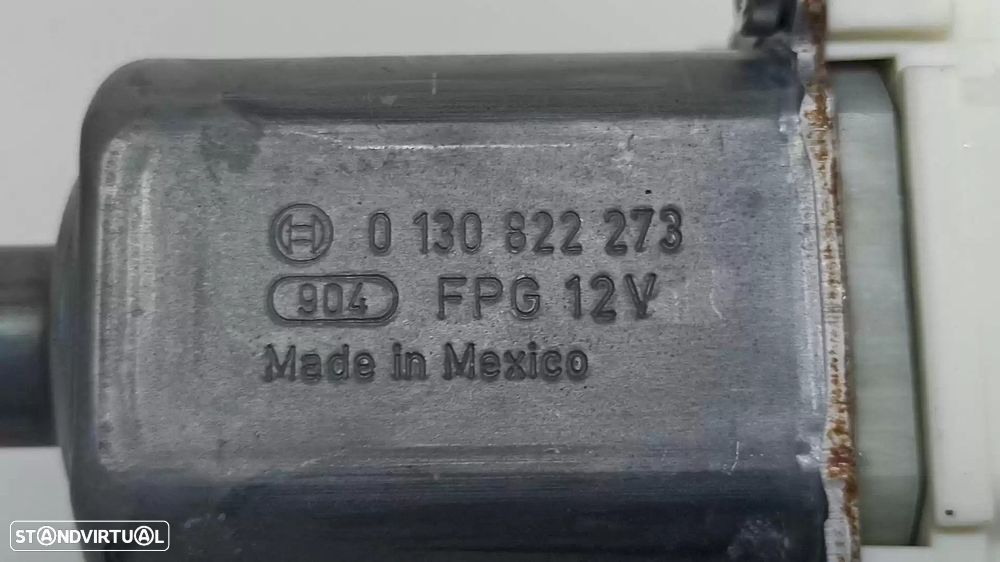 0 130 822 273
904 FPG 12V
Made in Mexico
STANDVIRTUAL